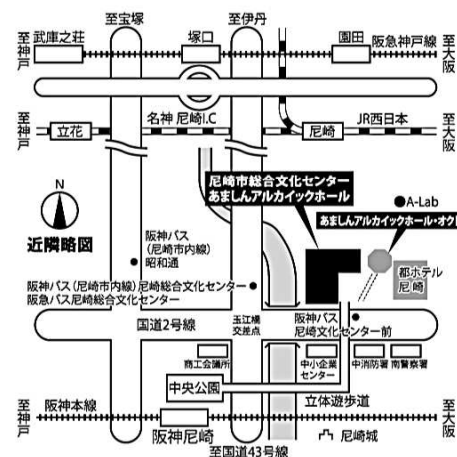 至宝塚
至伊丹
至神戸
武庫之荘
塚口
園田
阪急神戸線
至大阪
至神戸
立花
名神 尼崎I.C
尼崎
JR西日本
至大阪
尼崎市総合文化センター
あましんアルカイックホール
A-Lab
あましんアルカイックホール・オクト
N
近隣略図
阪神バス
(尼崎市内線)
昭和通
都ホテル
尼崎
阪神バス(尼崎市内線)尼崎総合文化センター
阪急バス尼崎総合文化センター
国道2号線
玉江橋
交差点
阪神バス
尼崎文化センター前
商工会議所
中小企業
センター
中消防署
南警察署
中央公園
立体遊歩道
至神戸
阪神本線
至大阪
阪神尼崎
尼崎城
至国道43号線